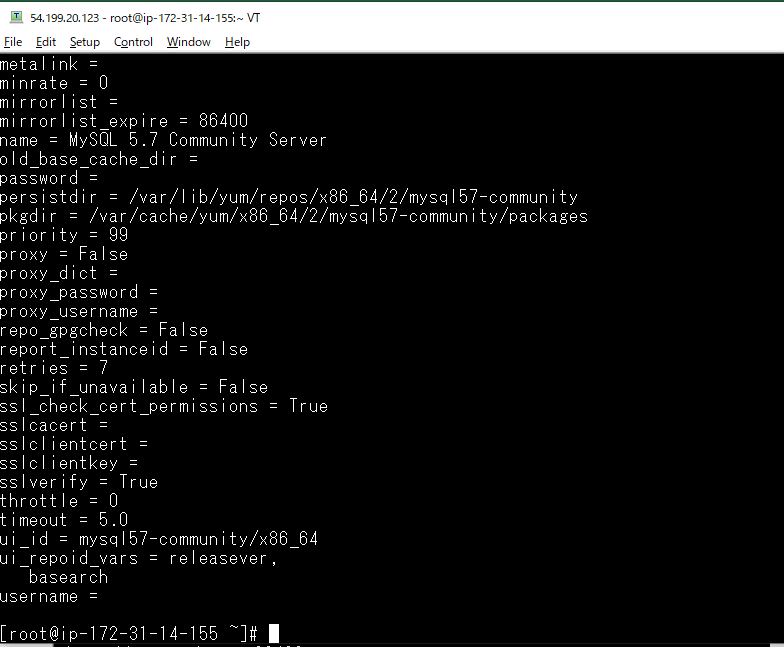 54.199.20.123 - root@ip-172-31-14-155:~ VT
File Edit Setup Control Window Help
metalink =
minrate = 0
mirrorlist =
mirrorlist_expire = 86400
name = MySQL 5.7 Community Server
old_base_cache_dir =
password =
persistdir = /var/lib/yum/repos/x86_64/2/mysql57-community
pkgdir = /var/cache/yum/x86_64/2/mysql57-community/packages
priority = 99
proxy = False
proxy_dict =
proxy_password =
proxy_username =
repo_gpgcheck = False
report_instanceid = False
retries = 7
skip_if_unavailable = False
ssl_check_cert_permissions = True
sslcacert =
sslclientcert =
sslclientkey =
sslverify = True
throttle = 0
timeout = 5.0
ui_id = mysql57-community/x86_64
ui_repoid_vars = releasever,
   basearch
username =
[root@ip-172-31-14-155 ~]#